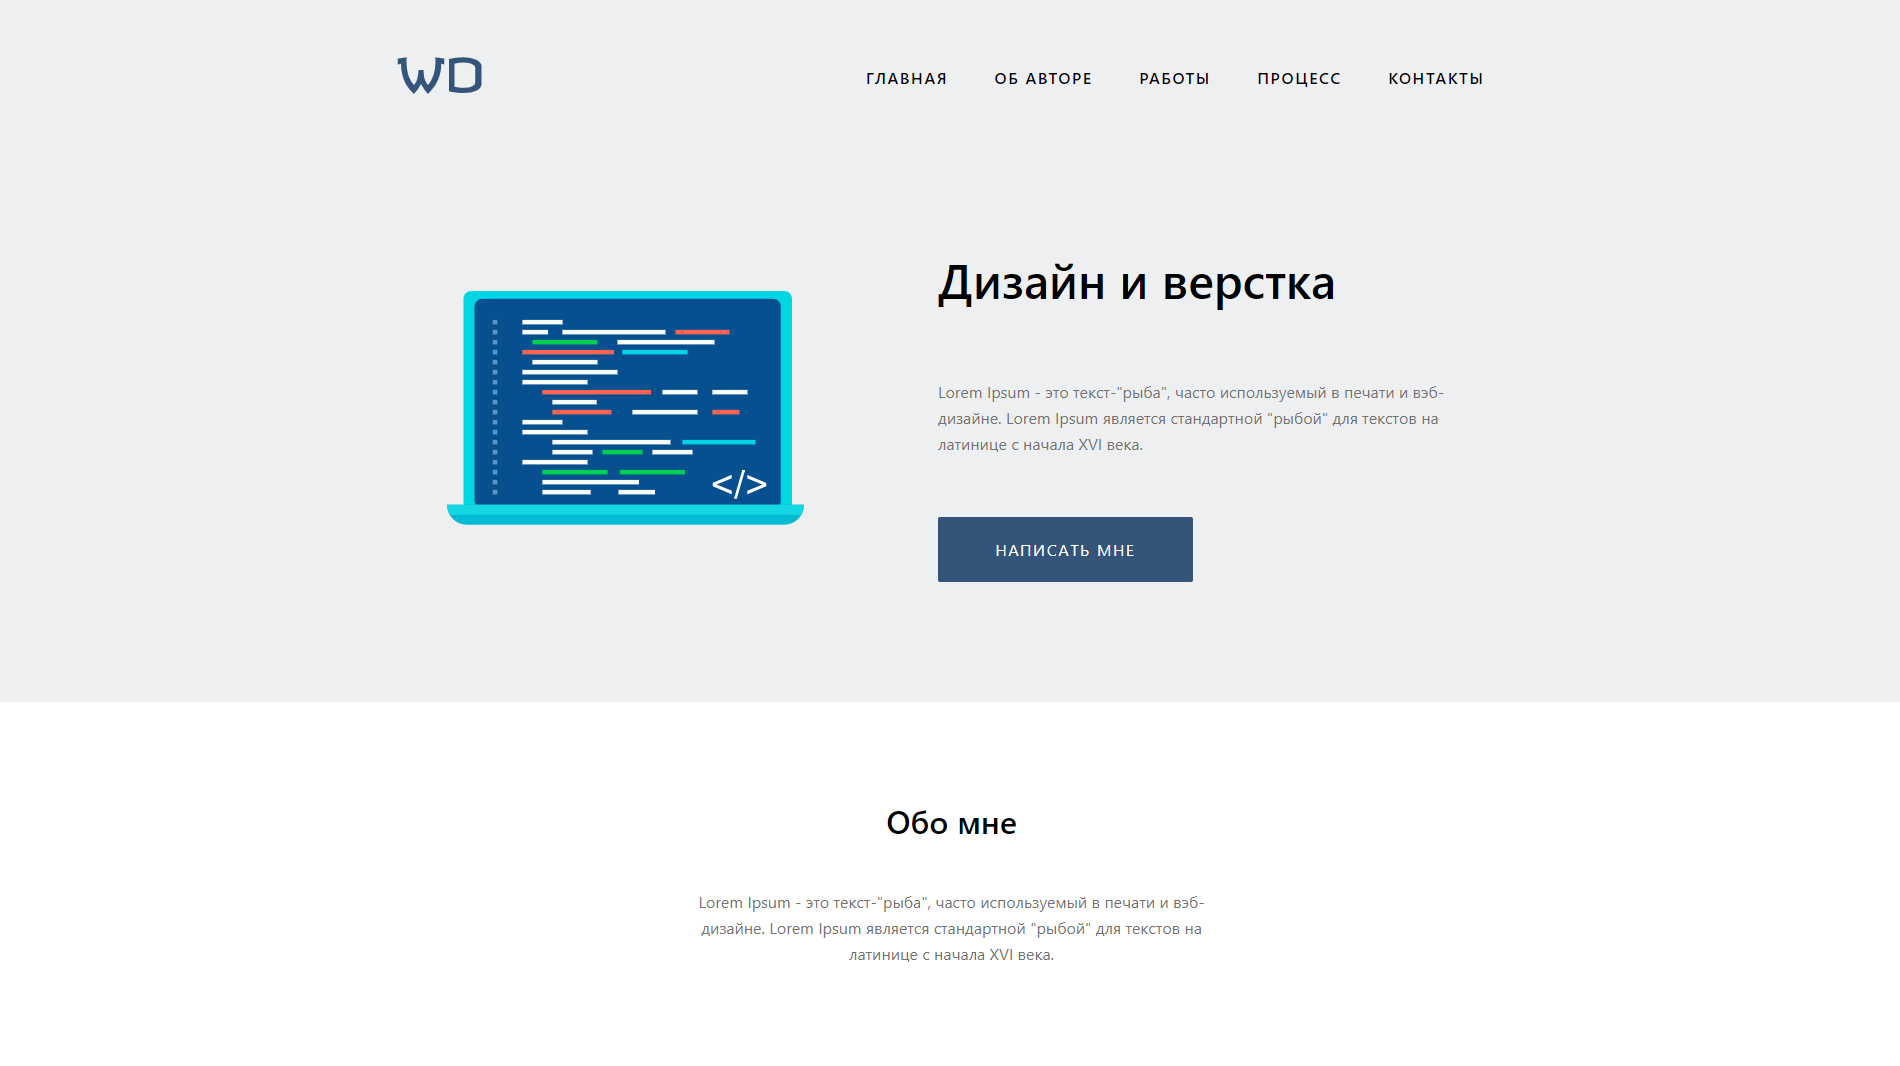 WD
ГЛАВНАЯ ОБ АВТОРЕ РАБОТЫ ПРОЦЕСС КОНТАКТЫ
Дизайн и верстка
Lorem Ipsum - это текст-"рыба", часто используемый в печати и вэб-
дизайне. Lorem Ipsum является стандартной "рыбой" для текстов на
латинице с начала XVI века.
</>
НАПИСАТЬ МНЕ
Обо мне
Lorem Ipsum - это текст-"рыба", часто используемый в печати и вэб-
дизайне. Lorem Ipsum является стандартной "рыбой" для текстов на
латинице с начала XVI века.